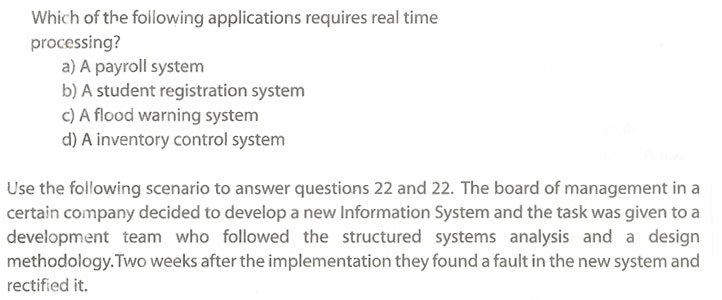 Which of the following applications requires real time
processing?
a) A payroll system
b) A student registration system
c) A flood warning system
d) A inventory control system
Use the following scenario to answer questions 22 and 22. The board of management in a
certain company decided to develop a new Information System and the task was given to a
development team who followed the structured systems analysis and a design
methodology.Two weeks after the implementation they found a fault in the new system and
rectified it.